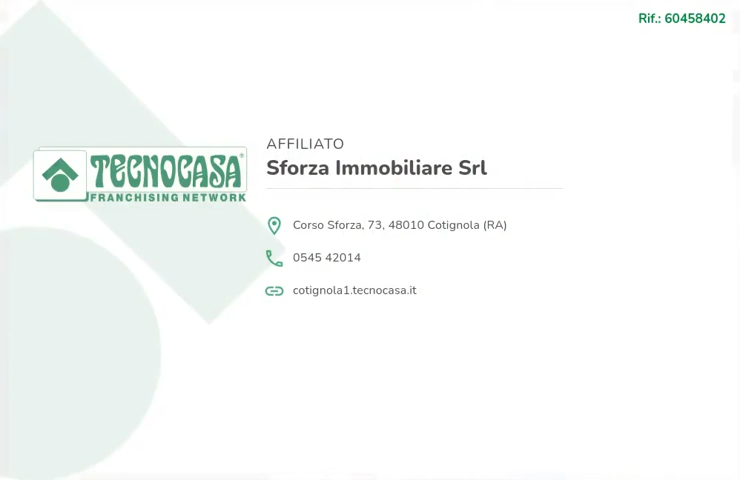 Rif.: 60458402
AFFILIATO
Sforza Immobiliare Srl
TECNOCASA®
FRANCHISING NETWORK
Corso Sforza, 73, 48010 Cotignola (RA)
0545 42014
cotignola1.tecnocasa.it